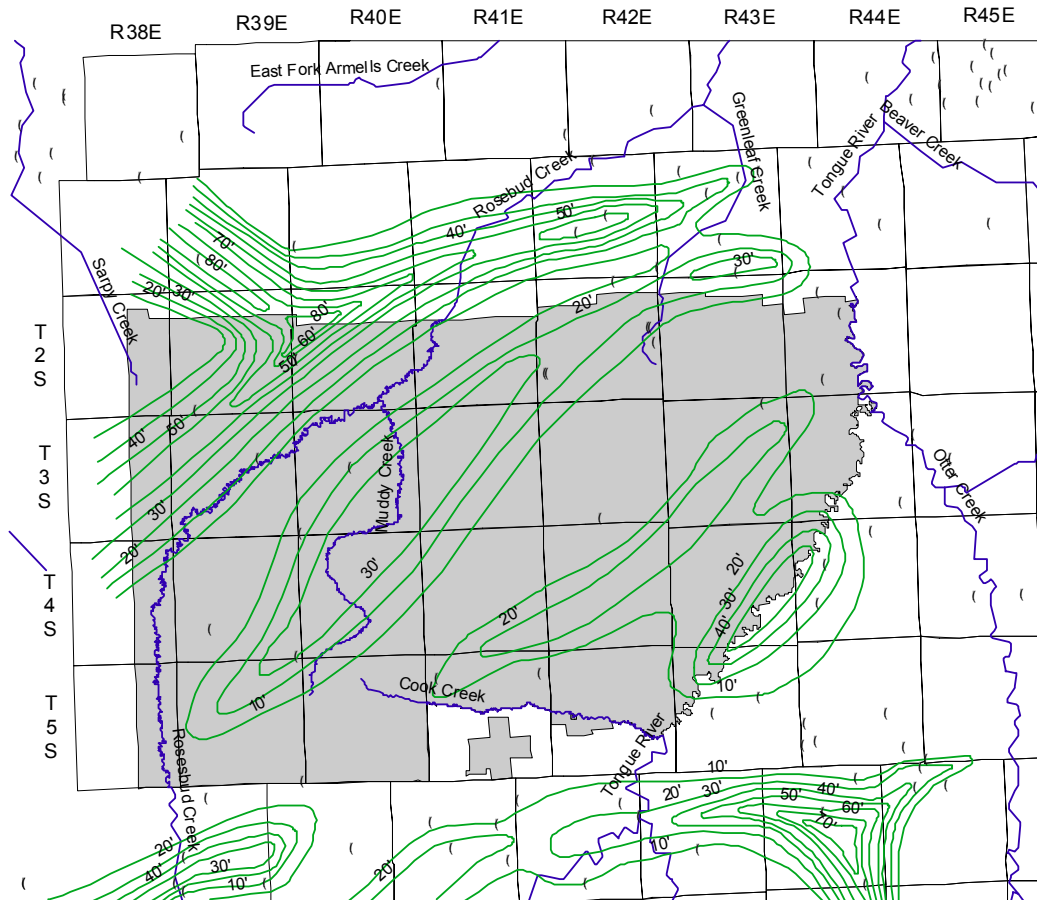 R38E
R39E
R40E
R41E
R42E
R43E
R44E
R45E
East Fork Armells Creek
Greenleaf Creek
Tongue River
Beaver Creek
Rosebud Creek
50'
40'
70'
80'
30'
Sarpy Creek
20'
30'
80'
20'
60'
50'
T
2
S
40'
50'
T
3
S
Muddy Creek
Otter Creek
30'
20'
30'
20'
T
4
S
30'
20'
40'
Cook Creek
10'
10'
T
5
S
Rosesbud Creek
Tongue River
10'
20'
30'
50'
40'
60'
70'
10'
20'
40'
30'
10'
20'